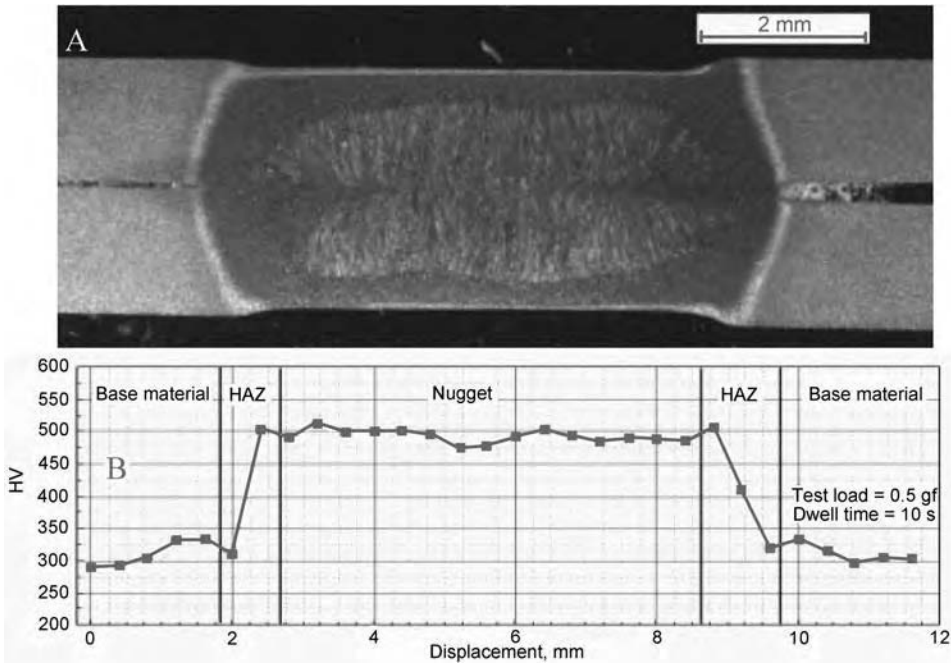 A
2 mm
600
550
500
450
400
350
300
250
200
HV
Base material
HAZ
Nugget
HAZ
Base material
B
Test load = 0.5 gf
Dwell time = 10 s
0
2
4
6
8
10
12
Displacement, mm